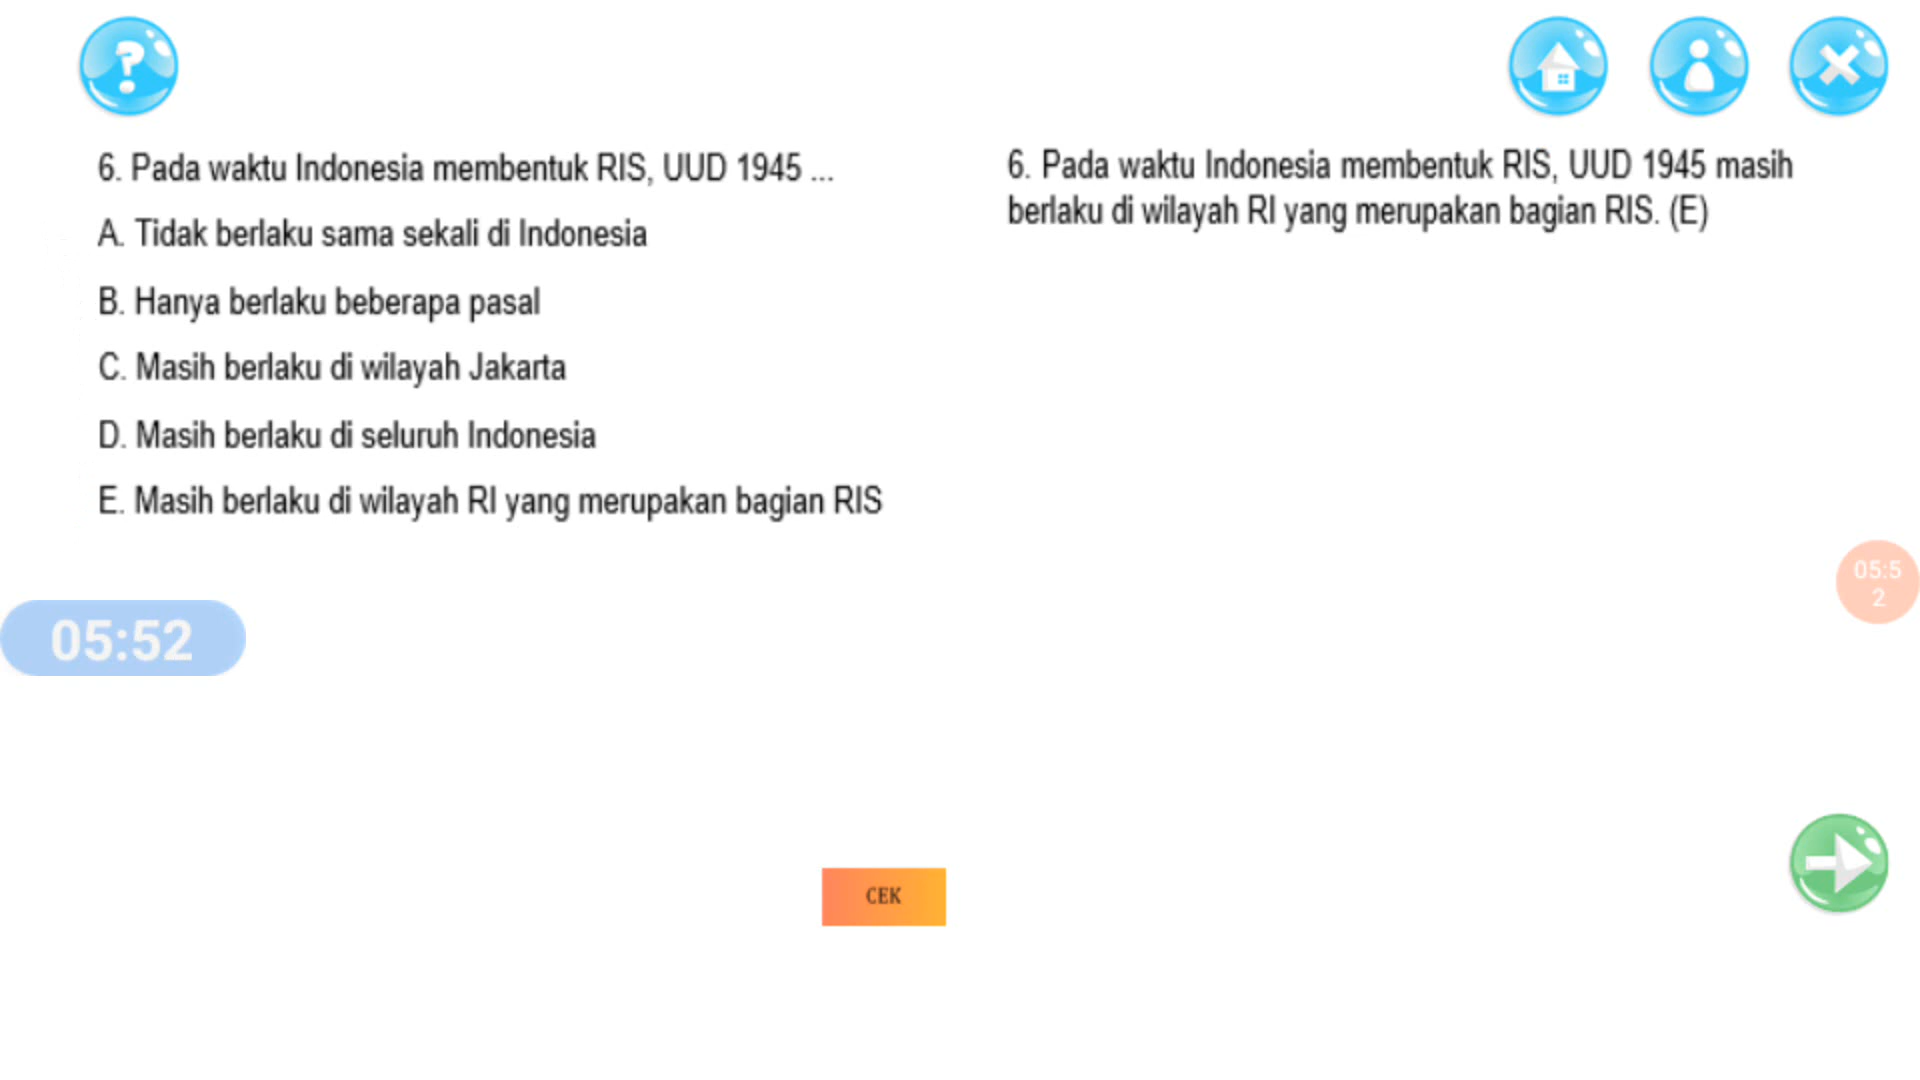 6. Pada waktu Indonesia membentuk RIS, UUD 1945 ...
A. Tidak berlaku sama sekali di Indonesia
B. Hanya berlaku beberapa pasal
C. Masih berlaku di wilayah Jakarta
D. Masih berlaku di seluruh Indonesia
E. Masih berlaku di wilayah RI yang merupakan bagian RIS
6. Pada waktu Indonesia membentuk RIS, UUD 1945 masih
berlaku di wilayah RI yang merupakan bagian RIS. (E)
05:5
2
05:52
CEK